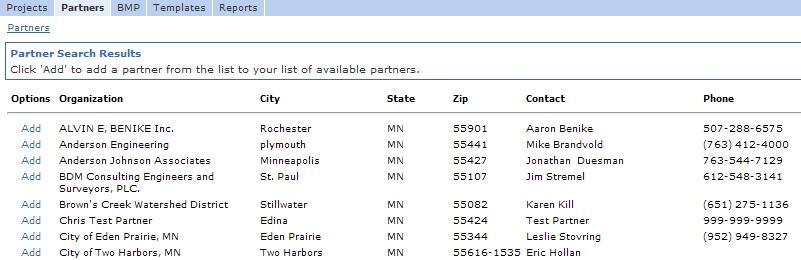 Projects Partners BMP Templates Reports
Partners
Partner Search Results
Click 'Add' to add a partner from the list to your list of available partners.
Options Organization City State Zip Contact Phone
Add ALVIN E, BENIKE Inc. Rochester MN 55901 Aaron Benike 507-288-6575
Add Anderson Engineering plymouth MN 55441 Mike Brandvold (763) 412-4000
Add Anderson Johnson Associates Minneapolis MN 55427 Jonathan Duesman 763-544-7129
Add BDM Consulting Engineers and St. Paul MN 55107 Jim Stremel 612-548-3141
Surveyors, PLC.
Add Brown's Creek Watershed District Stillwater MN 55082 Karen Kill (651) 275-1136
Add Chris Test Partner Edina MN 55424 Test Partner 999-999-9999
Add City of Eden Prairie, MN Eden Prairie MN 55344 Leslie Stovring (952) 949-8327
Add City of Two Harbors, MN Two Harbors MN 55616-1535 Eric Hollan